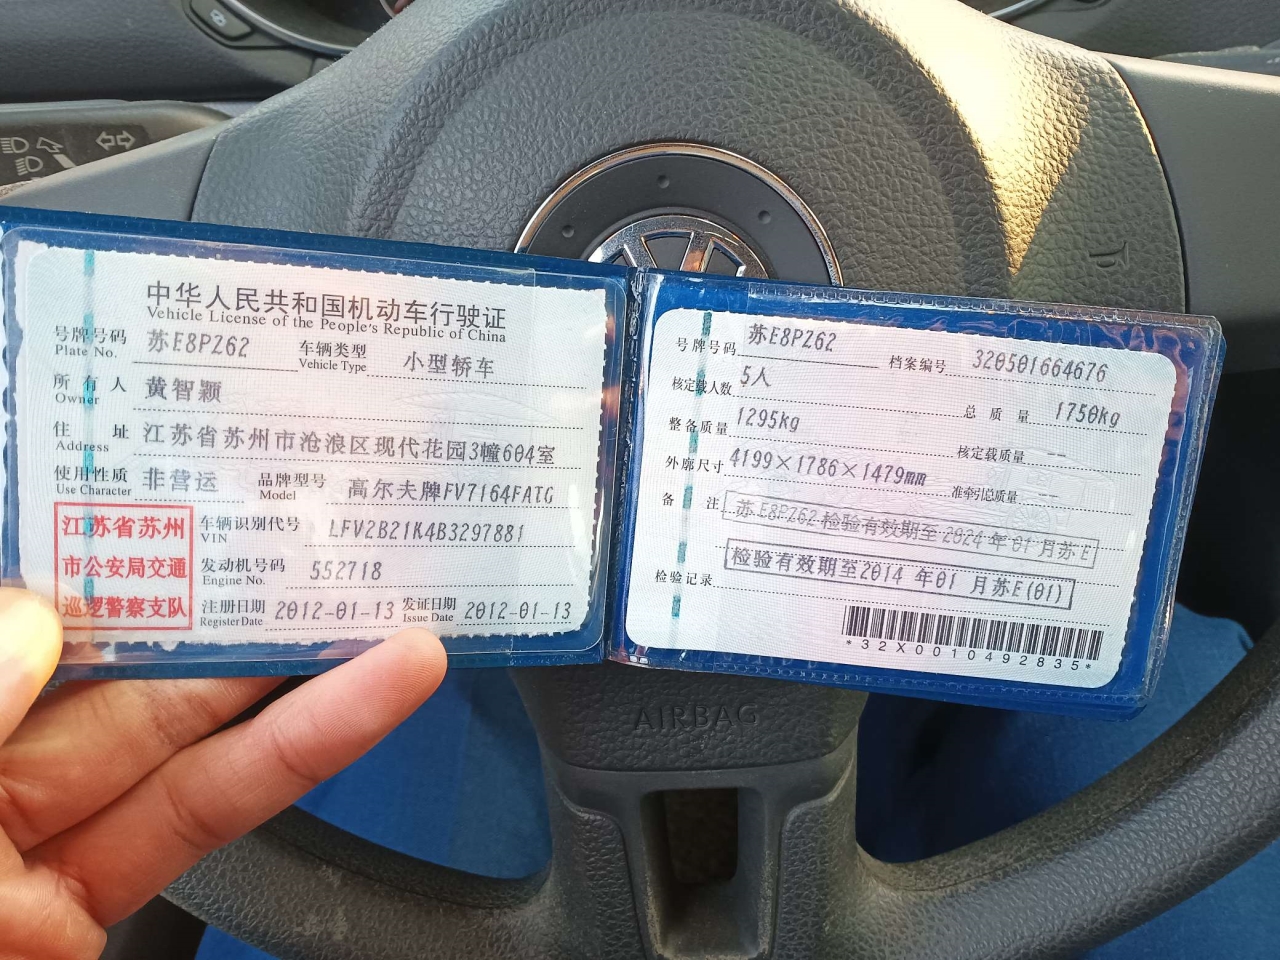 中华人民共和国机动车行驶证
Vehicle License of the People's Republic of China
号牌号码 苏E8PZ62 车辆类型 小型轿车
Plate No. Vehicle Type
所有人 黄智颖
Owner
住址 江苏省苏州市沧浪区现代花园3幢604室
Address
使用性质 非营运 品牌型号 高尔夫牌FV7164FATG
Use Character Model
江苏省苏州
市公安局交通
巡逻警察支队
车辆识别代号 LFV2B21K4B3297881
VIN
发动机号码 552718
Engine No.
注册日期 2012-01-13 发证日期 2012-01-13
Register Date Issue Date
号牌号码 苏E8PZ62 档案编号 320501664676
核定载人数 5人 总质量 1750kg
整备质量 1295kg 核定载质量 --
外廓尺寸 4199×1786×1479mm 准牵引总质量 --
备注 苏E8PZ62 检验有效期至 2024 年 01 月苏E
检验有效期至2014 年01 月苏E(01)
检验记录
*32X0010492835*
AIRBAG